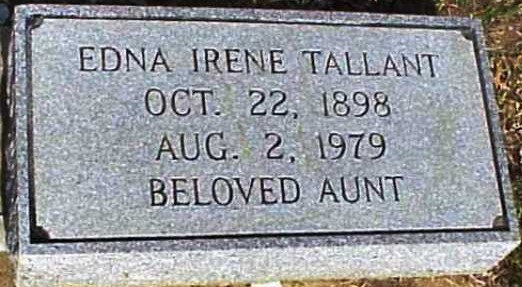 EDNA IRENE TALLANT
OCT. 22, 1898
AUG. 2, 1979
BELOVED AUNT